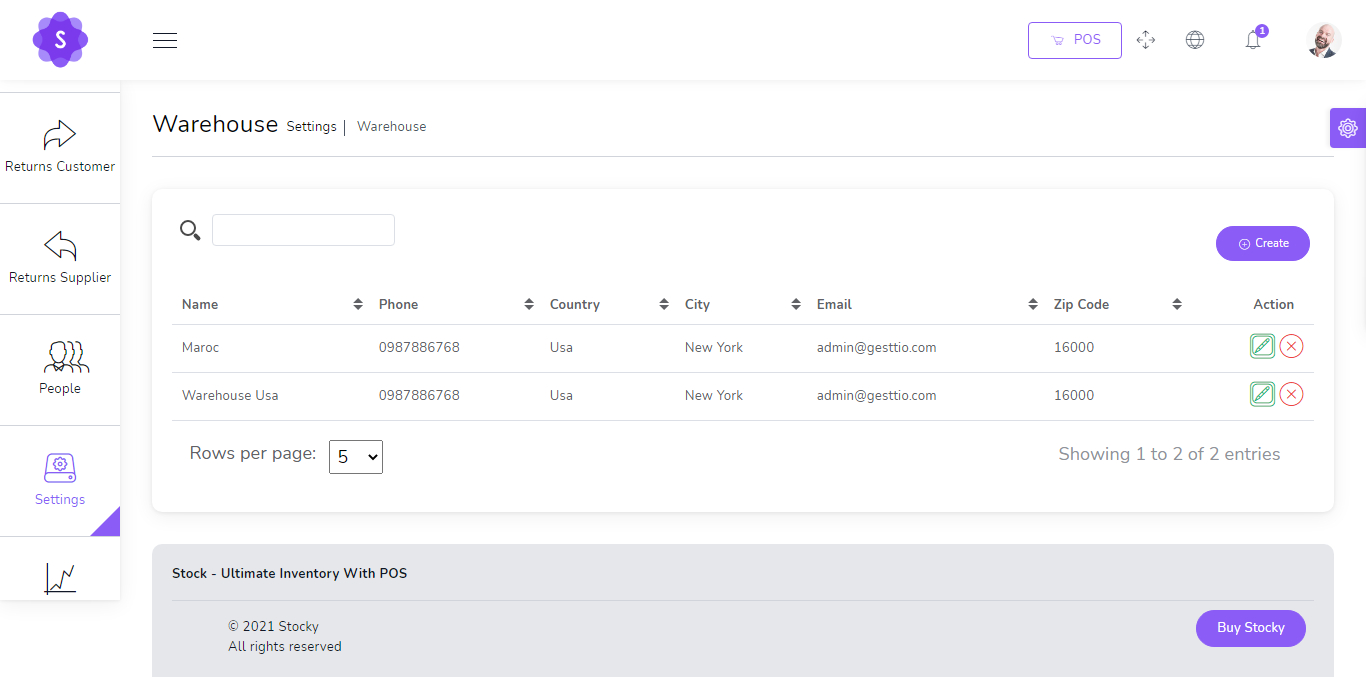 S
POS
1
Returns Customer
Returns Supplier
People
Settings
Warehouse Settings | Warehouse
Create
Name Phone Country City Email Zip Code Action
Maroc 0987886768 Usa New York admin@gesttio.com 16000
Warehouse Usa 0987886768 Usa New York admin@gesttio.com 16000
Rows per page: 5 Showing 1 to 2 of 2 entries
Stock - Ultimate Inventory With POS
© 2021 Stocky
All rights reserved
Buy Stocky